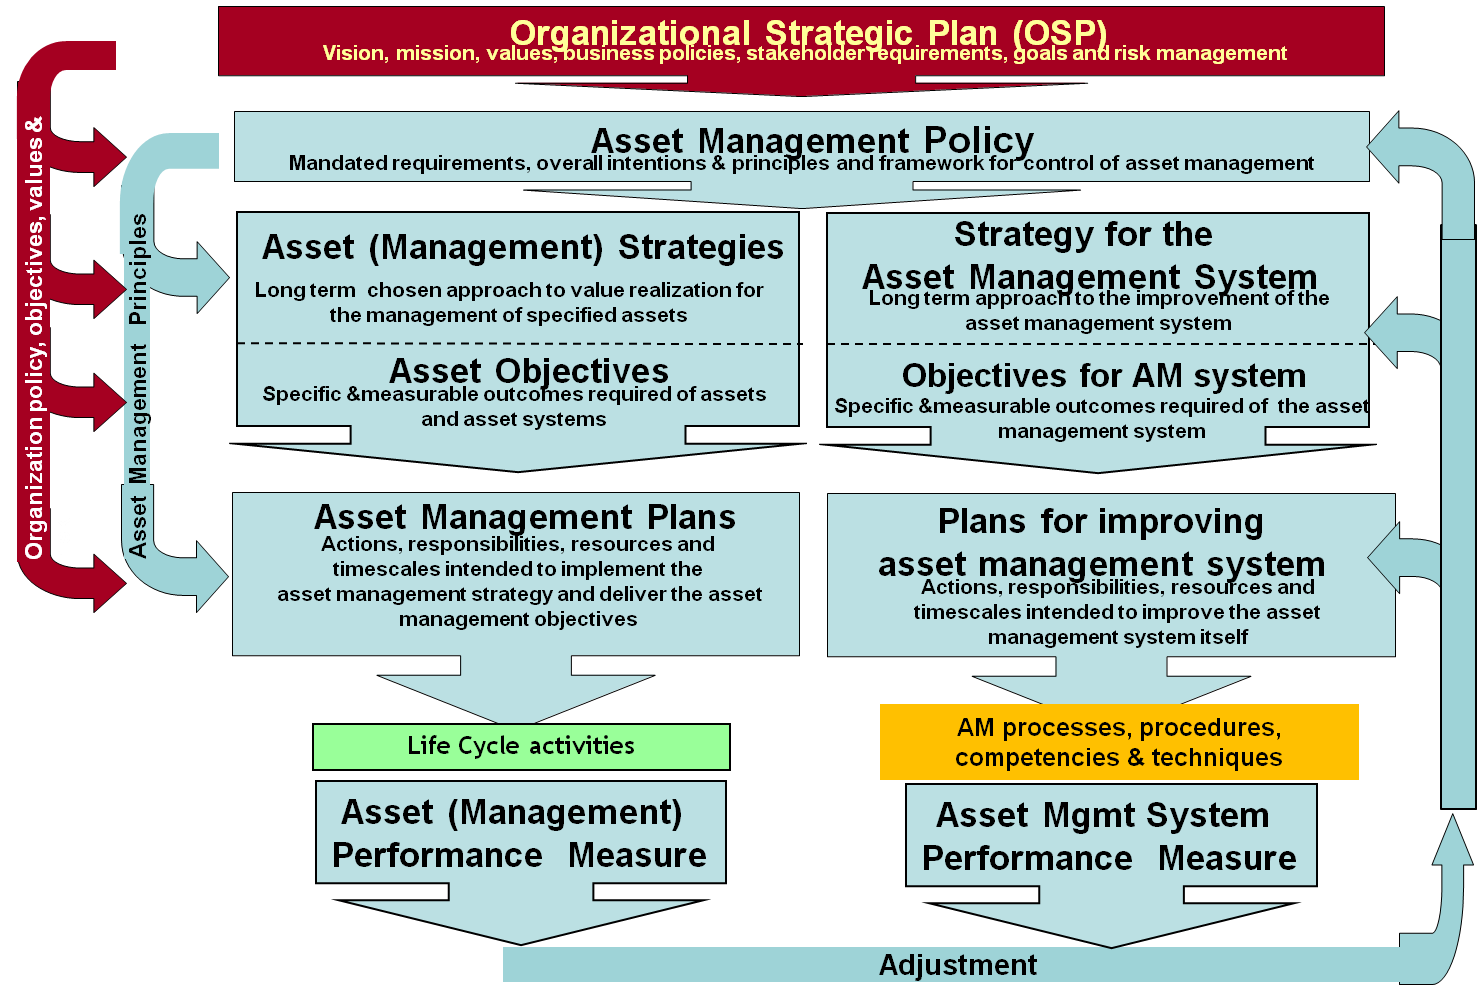 Organizational Strategic Plan (OSP)
Vision, mission, values, business policies, stakeholder requirements, goals and risk management
Organization policy, objectives, values &
Asset Management Principles
Asset Management Policy
Mandated requirements, overall intentions & principles and framework for control of asset management
Asset (Management) Strategies
Long term chosen approach to value realization for
the management of specified assets
Asset Objectives
Specific &measurable outcomes required of assets
and asset systems
Strategy for the
Asset Management System
Long term approach to the improvement of the
asset management system
Objectives for AM system
Specific &measurable outcomes required of the asset
management system
Asset Management Plans
Actions, responsibilities, resources and
timescales intended to implement the
asset management strategy and deliver the asset
management objectives
Plans for improving
asset management system
Actions, responsibilities, resources and
timescales intended to improve the asset
management system itself
Life Cycle activities
AM processes, procedures,
competencies & techniques
Asset (Management)
Performance Measure
Asset Mgmt System
Performance Measure
Adjustment